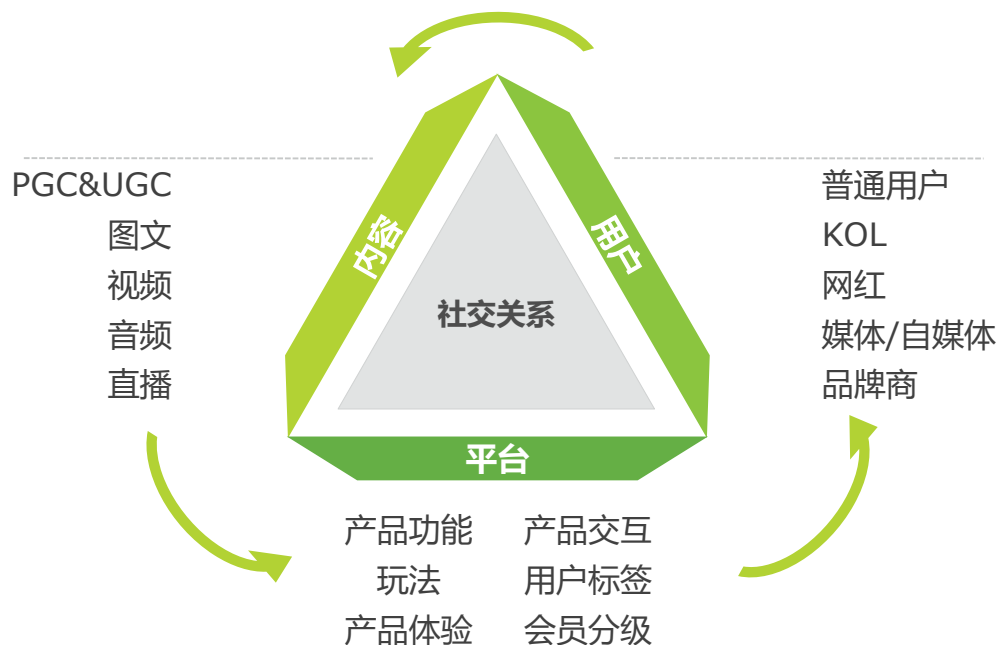 PGC&UGC
图文
视频
音频
直播
内容
用户
社交关系
平台
普通用户
KOL
网红
媒体/自媒体
品牌商
产品功能 产品交互
玩法 用户标签
产品体验 会员分级